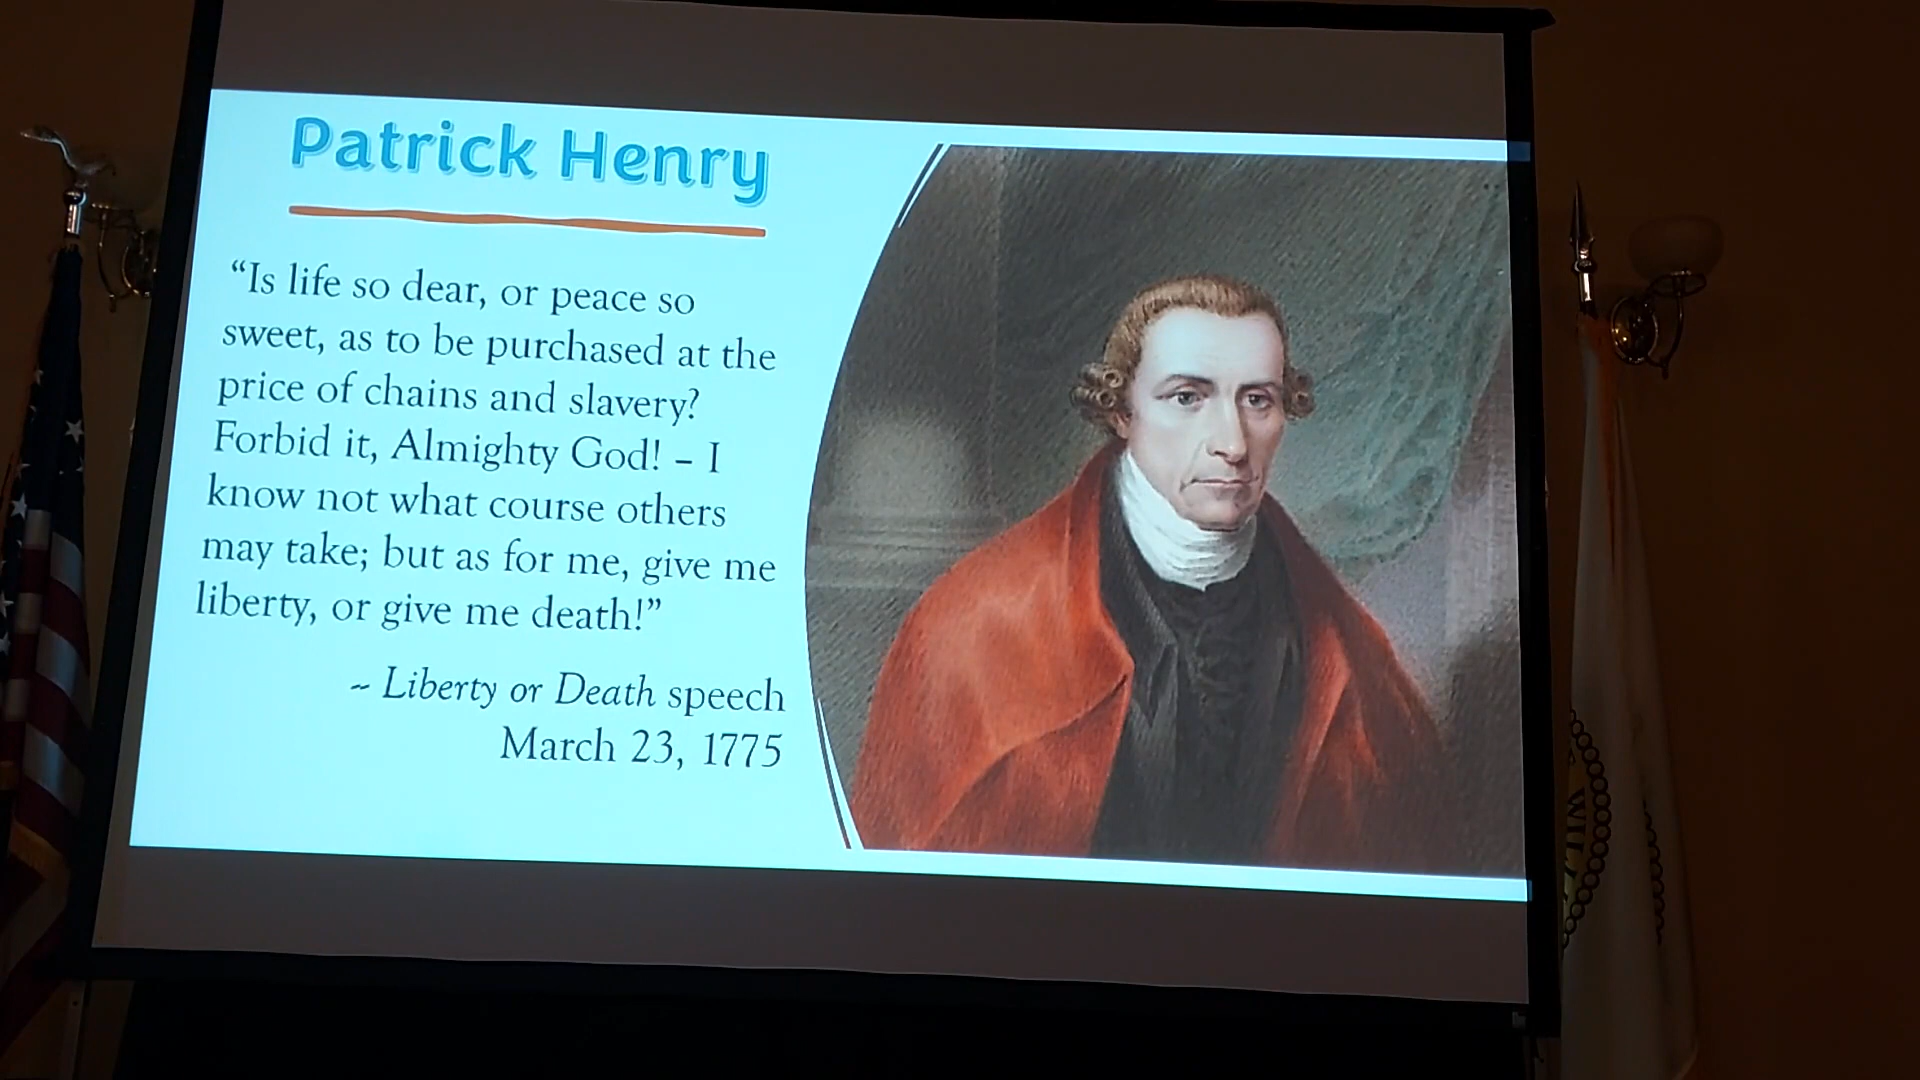 Patrick Henry
“Is life so dear, or peace so
sweet, as to be purchased at the
price of chains and slavery?
Forbid it, Almighty God! – I
know not what course others
may take; but as for me, give me
liberty, or give me death!”
~ Liberty or Death speech
March 23, 1775